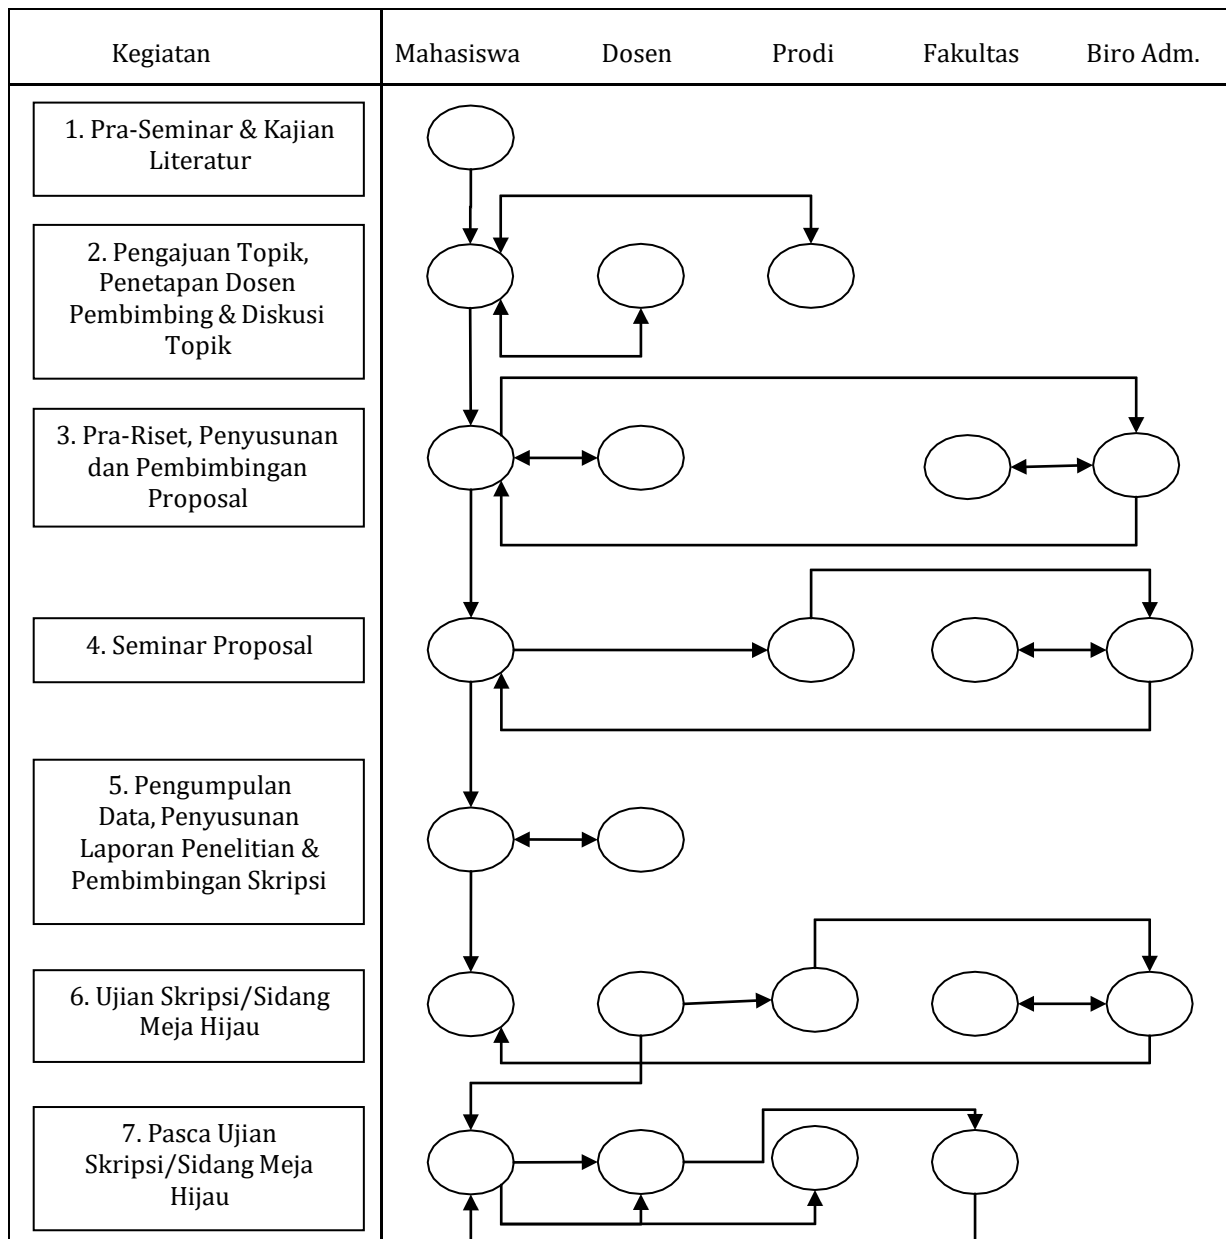 Kegiatan
Mahasiswa Dosen Prodi Fakultas Biro Adm.
1. Pra-Seminar & Kajian
Literatur
2. Pengajuan Topik,
Penetapan Dosen
Pembimbing & Diskusi
Topik
3. Pra-Riset, Penyusunan
dan Pembimbingan
Proposal
4. Seminar Proposal
5. Pengumpulan
Data, Penyusunan
Laporan Penelitian &
Pembimbingan Skripsi
6. Ujian Skripsi/Sidang
Meja Hijau
7. Pasca Ujian
Skripsi/Sidang Meja
Hijau